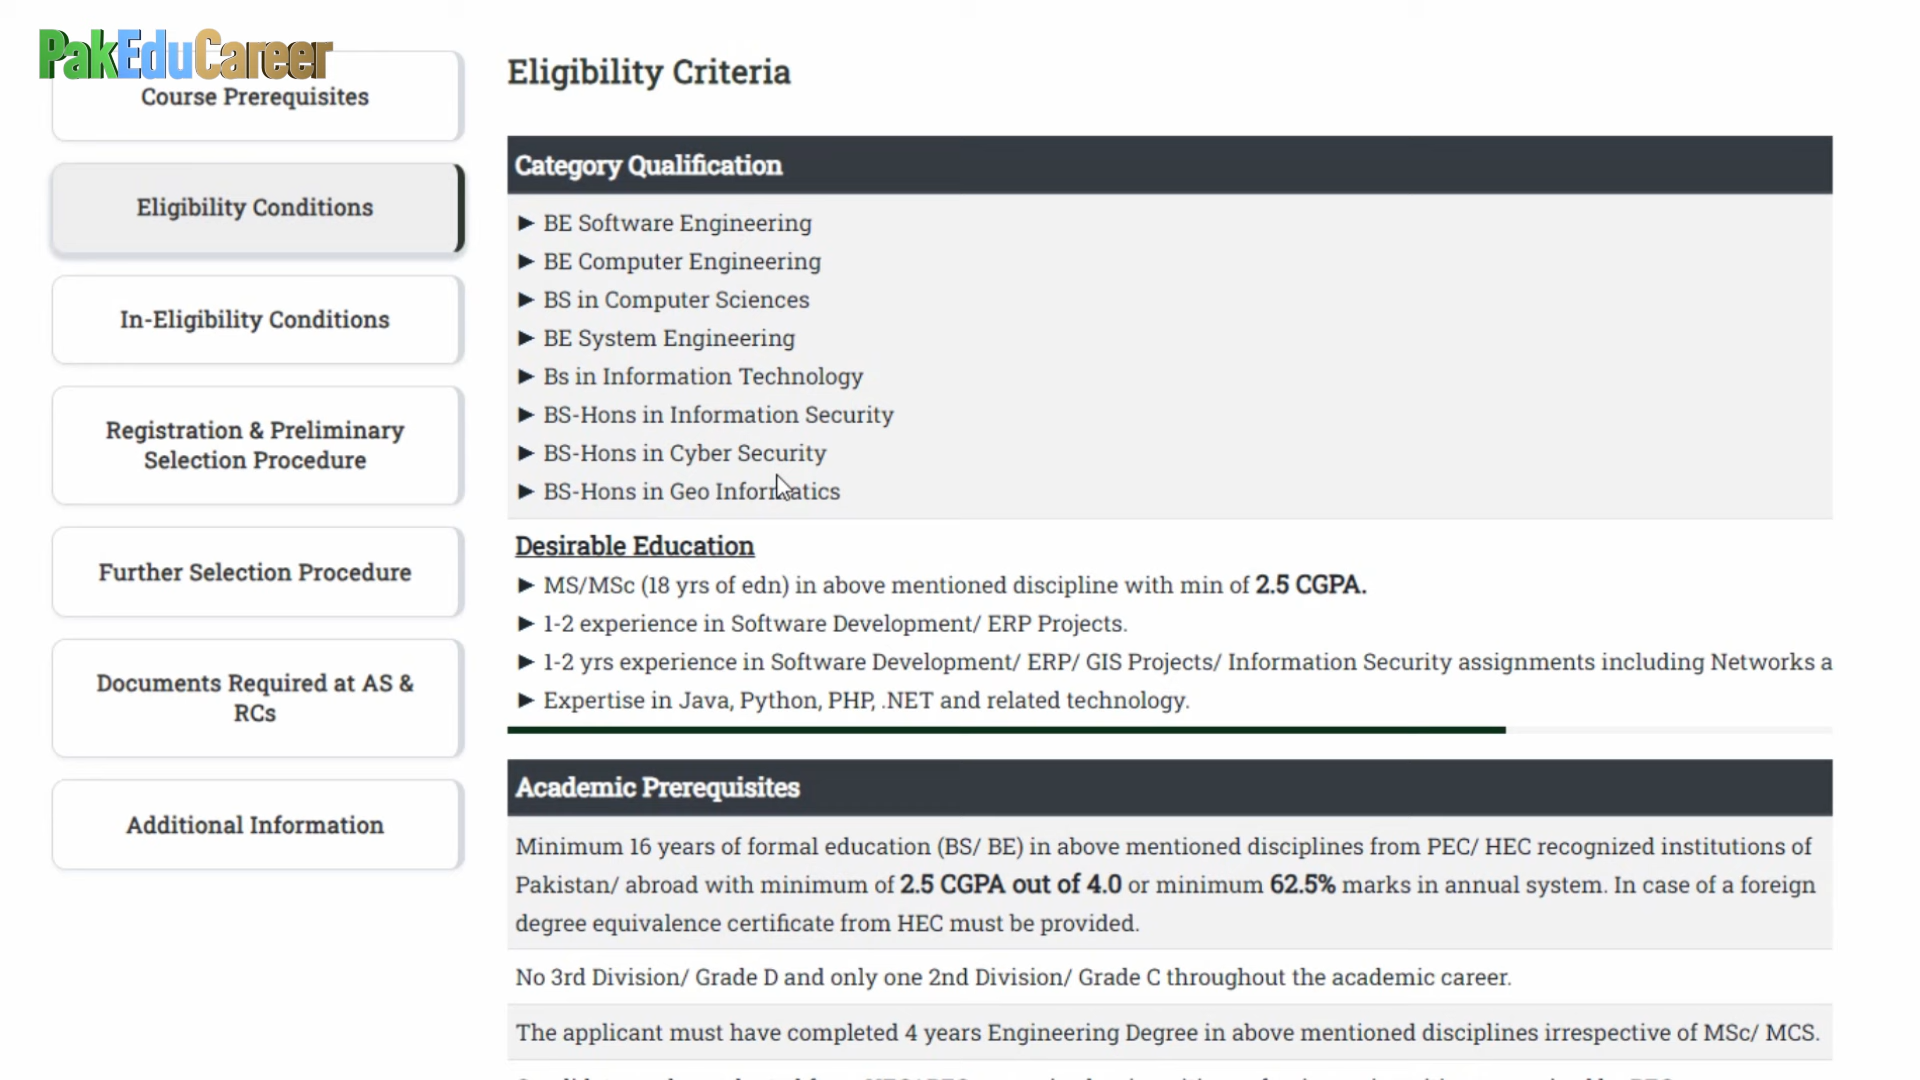 PakEduCareer
Course Prerequisites
Eligibility Conditions
In-Eligibility Conditions
Registration & Preliminary
Selection Procedure
Further Selection Procedure
Documents Required at AS &
RCs
Additional Information
Eligibility Criteria
Category Qualification
► BE Software Engineering
► BE Computer Engineering
► BS in Computer Sciences
► BE System Engineering
► Bs in Information Technology
► BS-Hons in Information Security
► BS-Hons in Cyber Security
► BS-Hons in Geo Informatics
Desirable Education
► MS/MSc (18 yrs of edn) in above mentioned discipline with min of 2.5 CGPA.
► 1-2 experience in Software Development/ ERP Projects.
► 1-2 yrs experience in Software Development/ ERP/ GIS Projects/ Information Security assignments including Networks a
► Expertise in Java, Python, PHP, .NET and related technology.
Academic Prerequisites
Minimum 16 years of formal education (BS/ BE) in above mentioned disciplines from PEC/ HEC recognized institutions of
Pakistan/ abroad with minimum of 2.5 CGPA out of 4.0 or minimum 62.5% marks in annual system. In case of a foreign
degree equivalence certificate from HEC must be provided.
No 3rd Division/ Grade D and only one 2nd Division/ Grade C throughout the academic career.
The applicant must have completed 4 years Engineering Degree in above mentioned disciplines irrespective of MSc/ MCS.